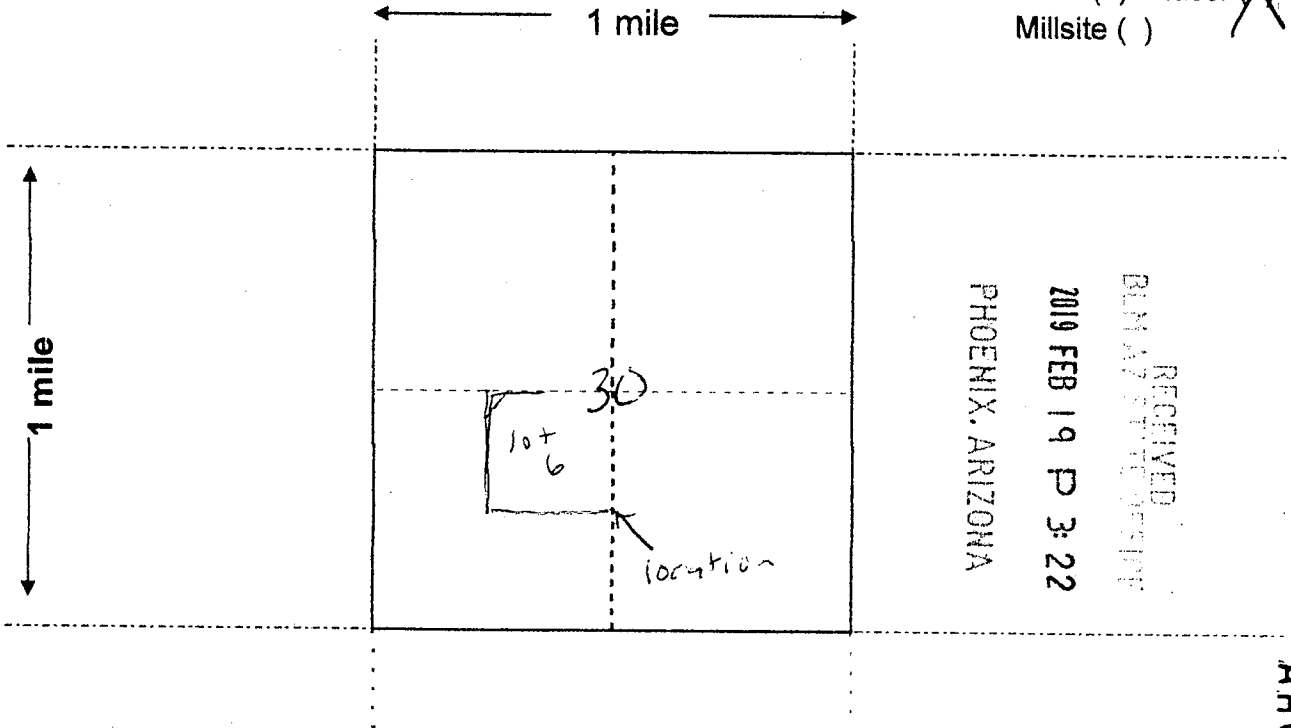 1 mile
Millsite ( )
1 mile
30
lot
6
location
RECEIVED
2019 FEB 19 P 3:22
PHOENIX, ARIZONA